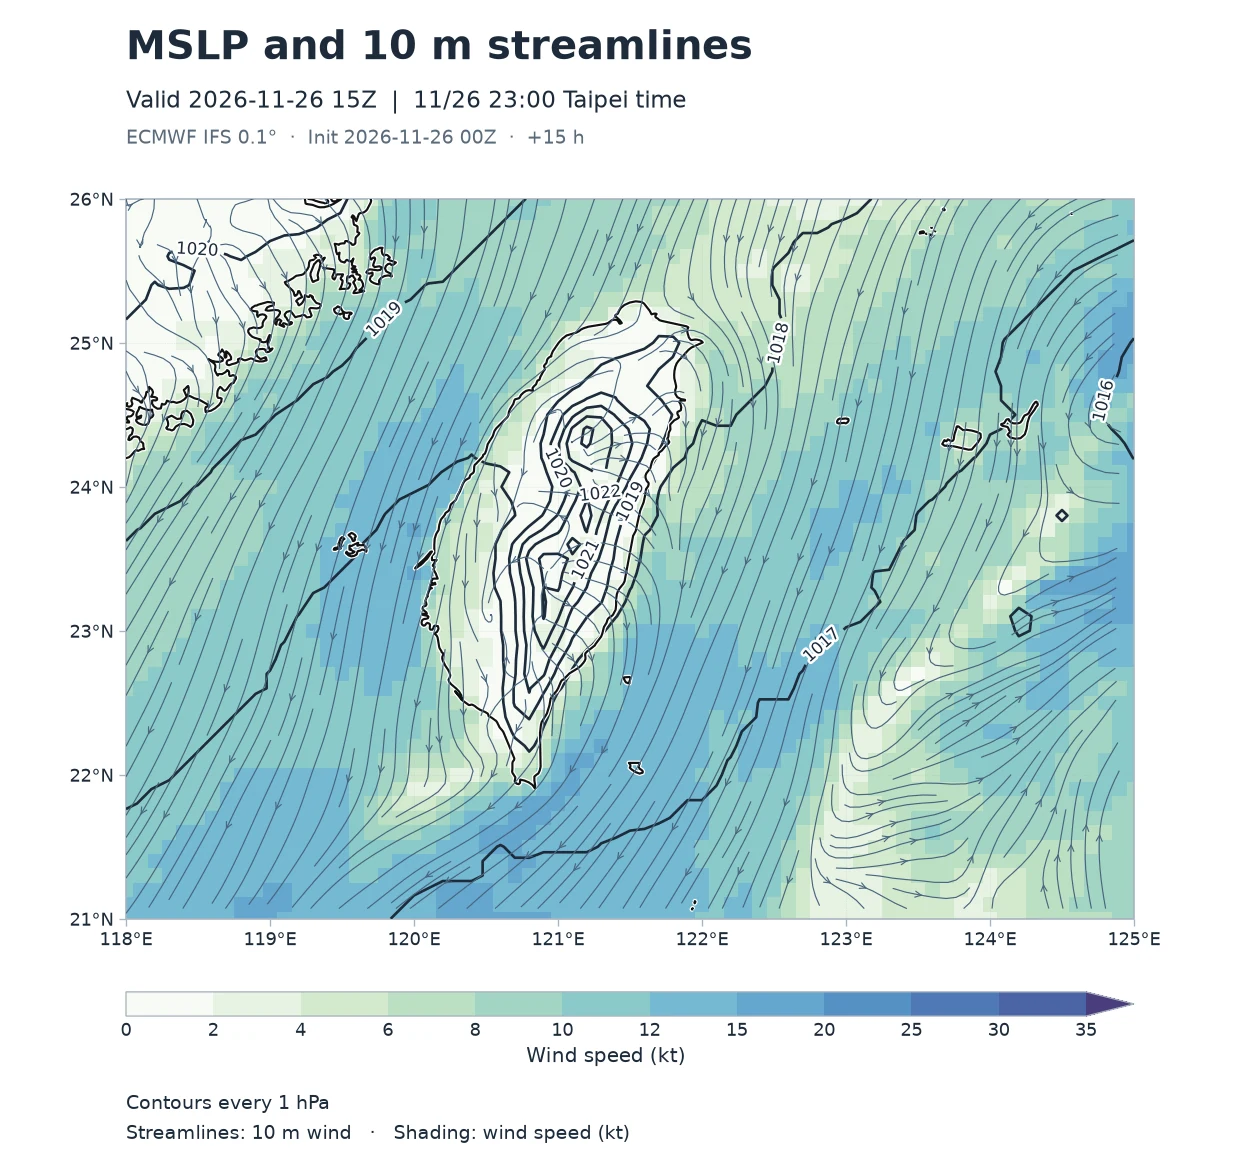 MSLP and 10 m streamlines
Valid 2026-11-26 15Z | 11/26 23:00 Taipei time
ECMWF IFS 0.1° · Init 2026-11-26 00Z · +15 h
26°N
25°N
24°N
23°N
22°N
21°N
1020
1019
1018
1016
1020
1022
1019
1021
1017
118°E 119°E 120°E 121°E 122°E 123°E 124°E 125°E
0 2 4 6 8 10 12 15 20 25 30 35
Wind speed (kt)
Contours every 1 hPa
Streamlines: 10 m wind · Shading: wind speed (kt)